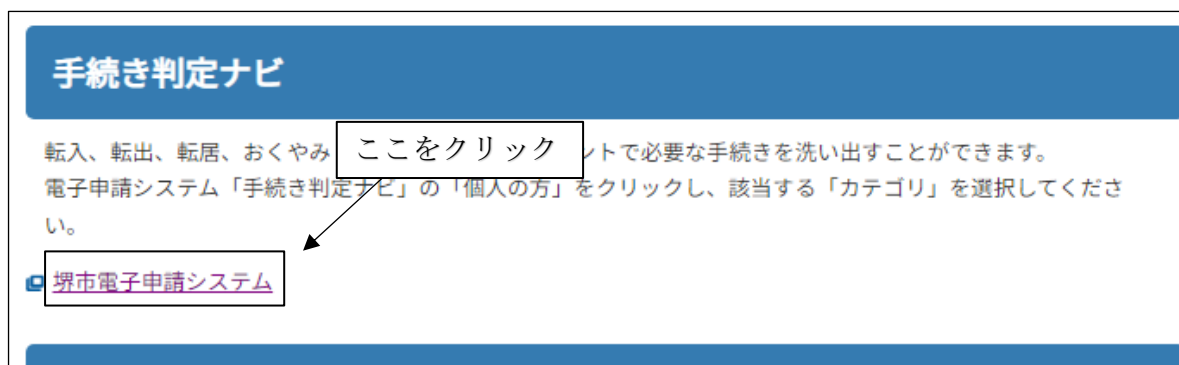 手続き判定ナビ
転入、転出、転居、おくやみ
ここをクリック
ントで必要な手続きを洗い出すことができます。
電子申請システム「手続き判定ナビ」の「個人の方」をクリックし、該当する「カテゴリ」を選択してくださ
い。
堺市電子申請システム